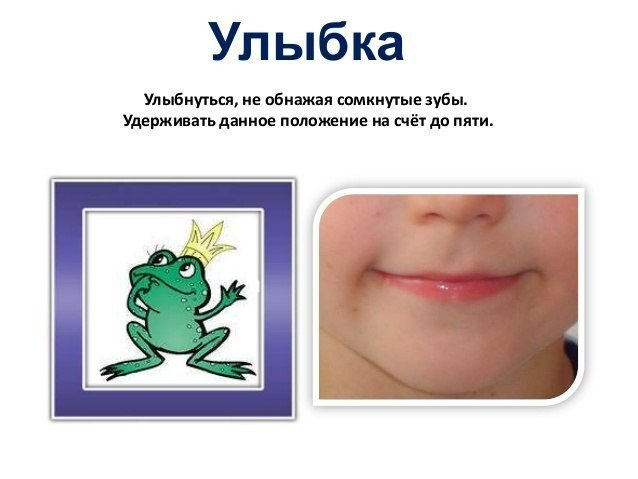 Улыбка
Улыбнуться, не обнажая сомкнутые зубы.
Удерживать данное положение на счёт до пяти.